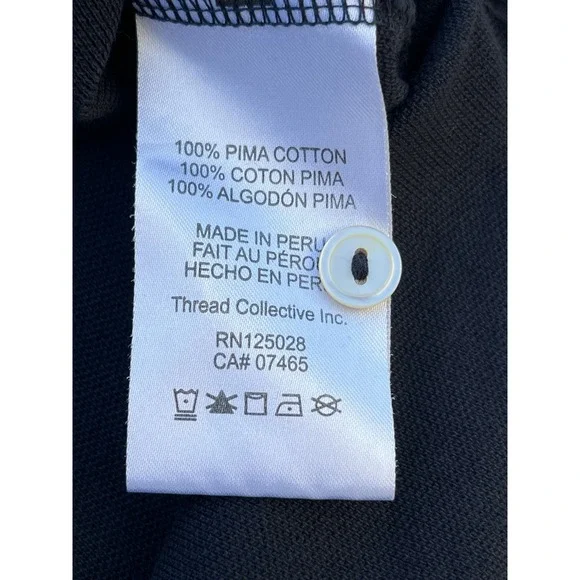 100% PIMA COTTON
100% COTON PIMA
100% ALGODÓN PIMA
MADE IN PERU
FAIT AU
HECHO EN
Thread Collective Inc.
RN125028
CA# 07465